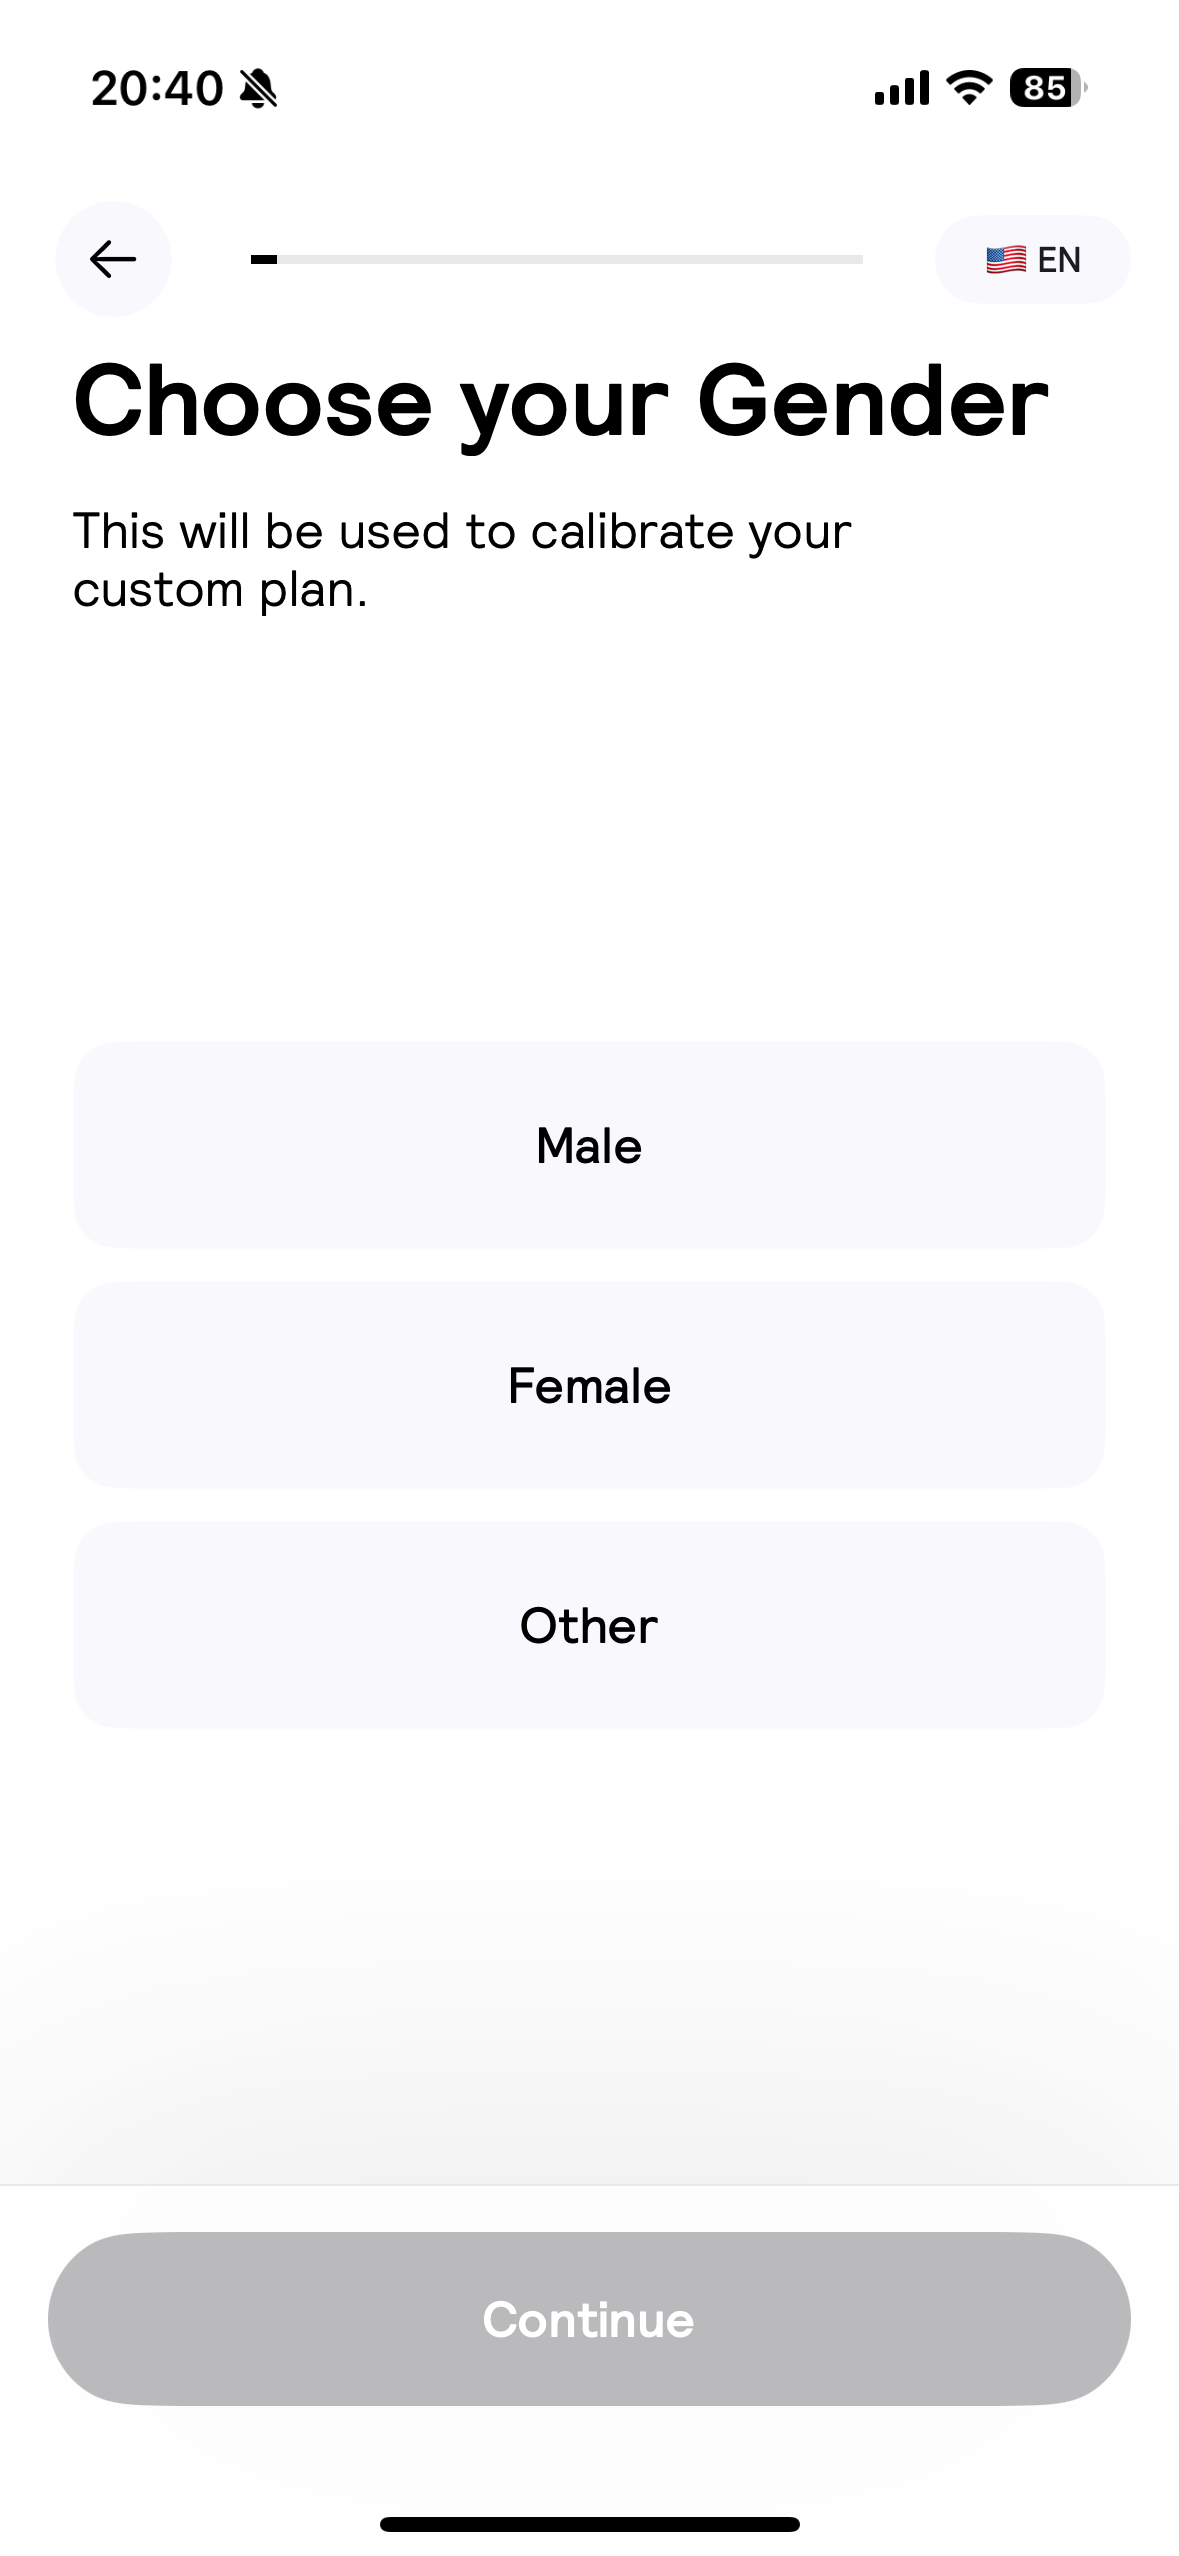 20:40
85
🇺🇸 EN
Choose your Gender
This will be used to calibrate your
custom plan.
Male
Female
Other
Continue